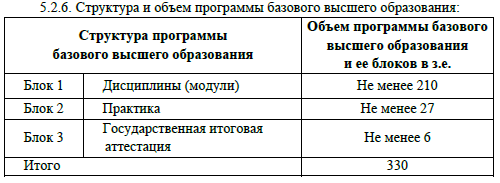 5.2.6. Структура и объем программы базового высшего образования:
Структура программы
базового высшего образования
Объем программы базового
высшего образования
и ее блоков в з.е.
Блок 1 Дисциплины (модули) Не менее 210
Блок 2 Практика Не менее 27
Блок 3 Государственная итоговая
аттестация Не менее 6
Итого 330